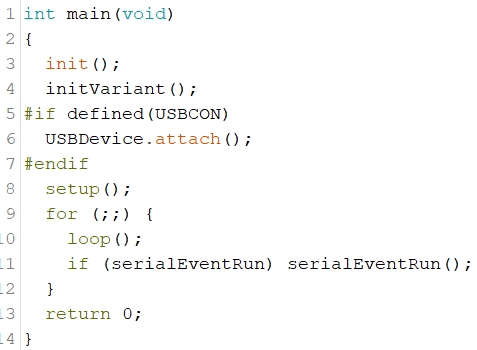 1 int main(void)
2 {
3   init();
4   initVariant();
5 #if defined(USBCON)
6   USBDevice.attach();
7 #endif
8   setup();
9   for (;;) {
10     loop();
11     if (serialEventRun) serialEventRun();
12   }
13   return 0;
14 }